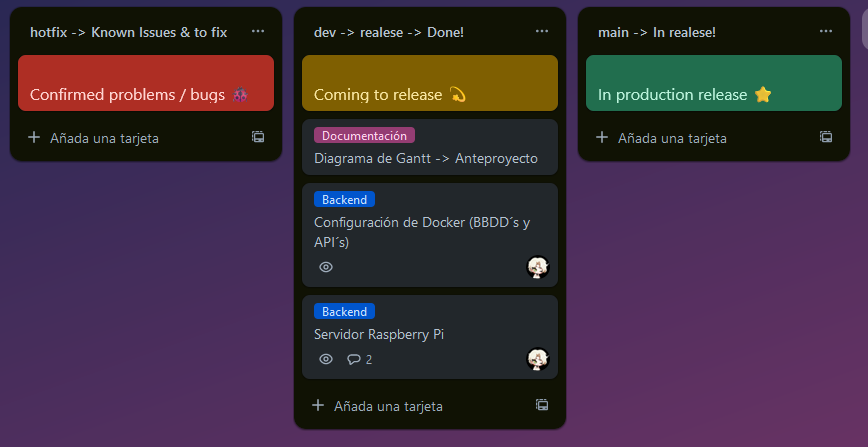 hotfix -> Known Issues & to fix
Confirmed problems / bugs
Añada una tarjeta
dev -> realese -> Done!
Coming to release
Documentación
Diagrama de Gantt -> Anteproyecto
Backend
Configuración de Docker (BBDD´s y
API´s)
Backend
Servidor Raspberry Pi
2
Añada una tarjeta
main -> In realese!
In production release
Añada una tarjeta